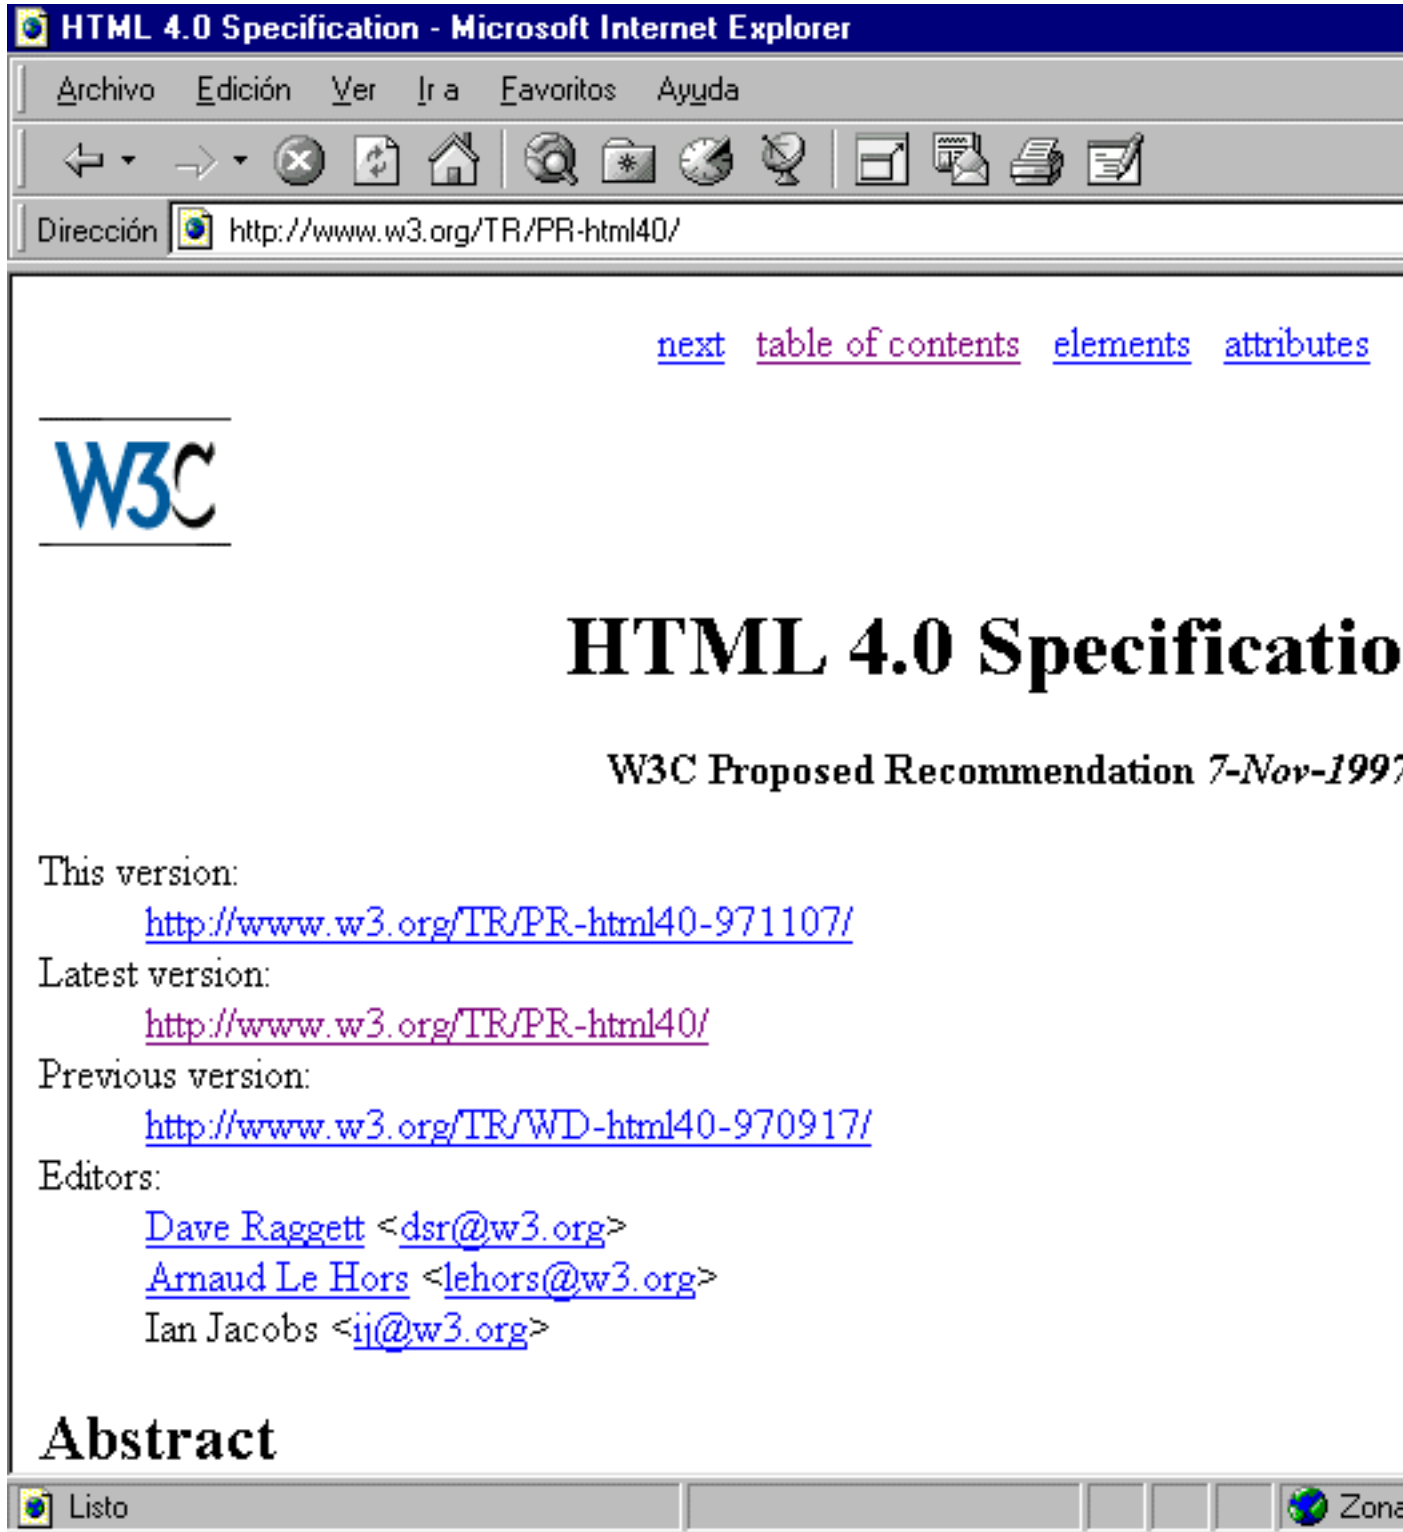 HTML 4.0 Specification - Microsoft Internet Explorer
Archivo Edición Ver Ir a Favoritos Ayuda
Dirección http://www.w3.org/TR/PR-html40/
next table of contents elements attributes
W3C
HTML 4.0 Specificatio
W3C Proposed Recommendation 7-Nov-1997
This version:
http://www.w3.org/TR/PR-html40-971107/
Latest version:
http://www.w3.org/TR/PR-html40/
Previous version:
http://www.w3.org/TR/WD-html40-970917/
Editors:
Dave Raggett <dsr@w3.org>
Arnaud Le Hors <lehors@w3.org>
Ian Jacobs <ij@w3.org>
Abstract
Listo Zona